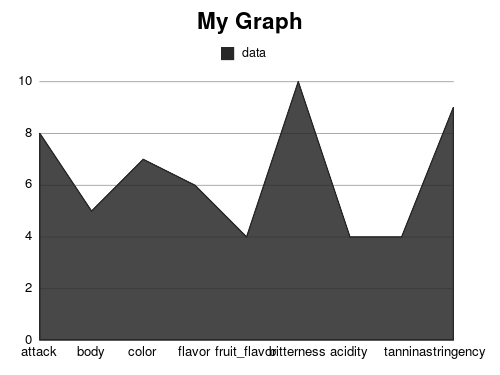 My Graph
data
10
8
6
4
2
0
attack body color flavor fruit_flavor bitterness acidity tannin astringency